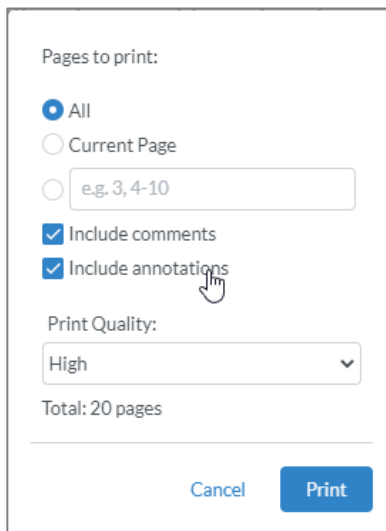 Pages to print:
All
Current Page
e.g. 3, 4-10
Include comments
Include annotations
Print Quality:
High
Total: 20 pages
Cancel Print